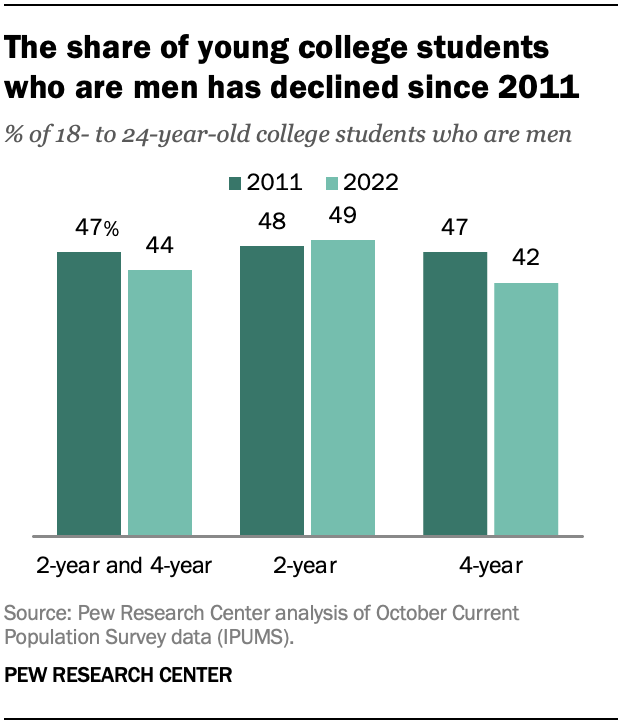 The share of young college students
who are men has declined since 2011
% of 18- to 24-year-old college students who are men
2011 2022
47% 44 48 49 47 42
2-year and 4-year 2-year 4-year
Source: Pew Research Center analysis of October Current
Population Survey data (IPUMS).
PEW RESEARCH CENTER